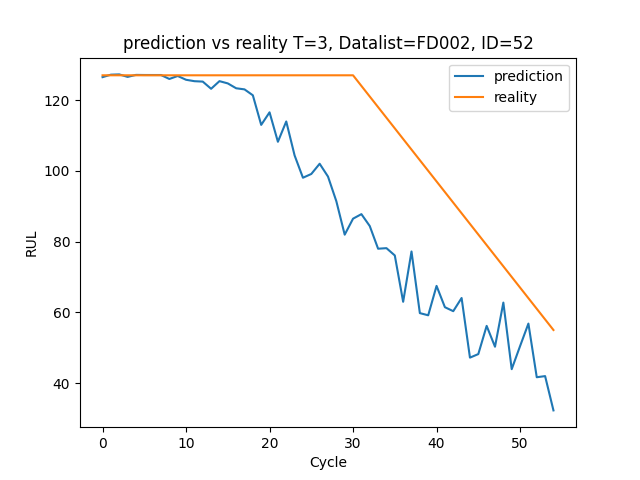 prediction vs reality T=3, Datalist=FD002, ID=52
prediction
reality
RUL
120
100
80
60
40
0 10 20 30 40 50
Cycle